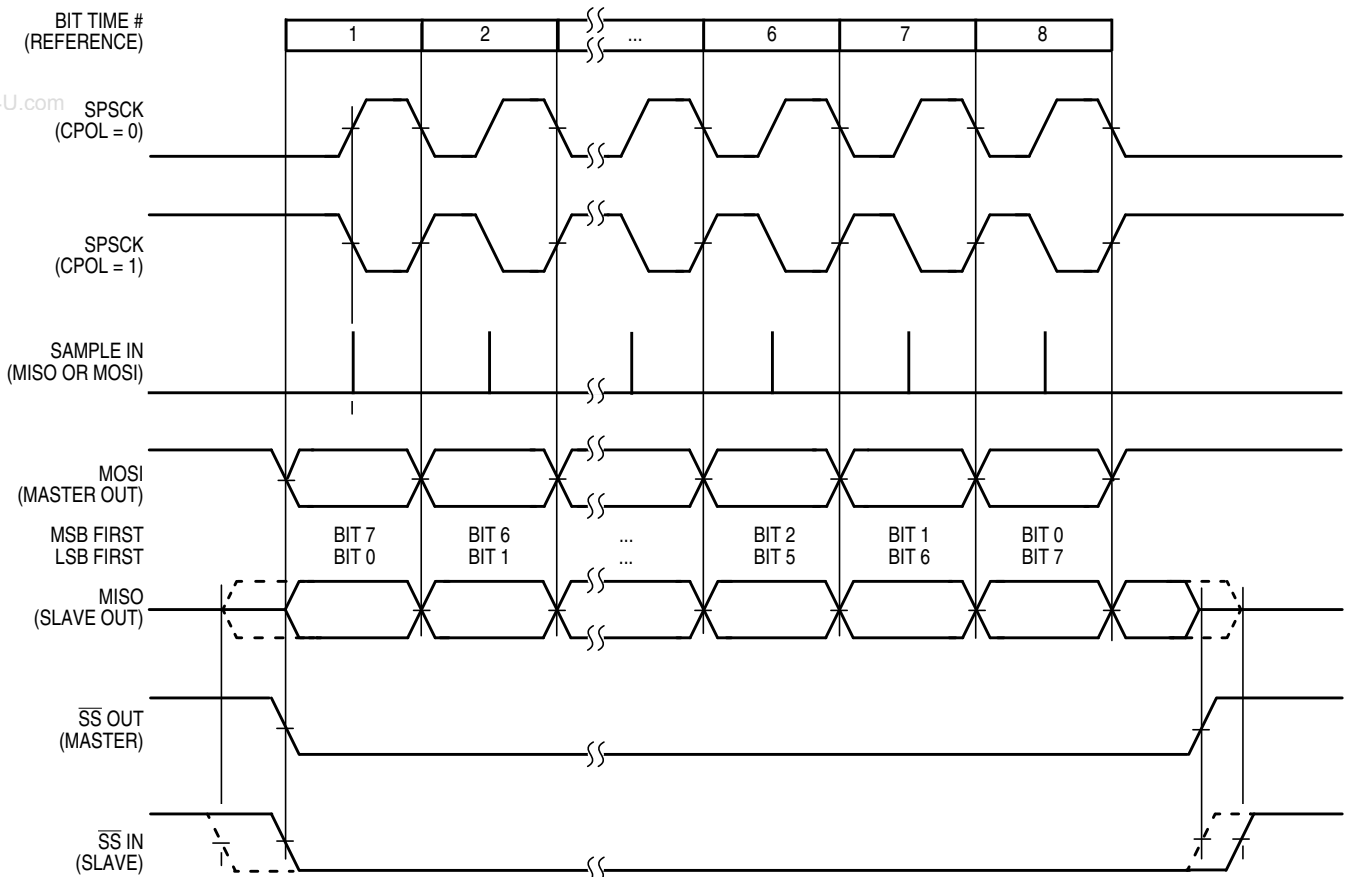 BIT TIME #
(REFERENCE)
1 2 ... 6 7 8
U.com
SPSCK
(CPOL = 0)
SPSCK
(CPOL = 1)
SAMPLE IN
(MISO OR MOSI)
MOSI
(MASTER OUT)
MSB FIRST BIT 7 BIT 6 ... BIT 2 BIT 1 BIT 0
LSB FIRST BIT 0 BIT 1 ... BIT 5 BIT 6 BIT 7
MISO
(SLAVE OUT)
SS OUT
(MASTER)
SS IN
(SLAVE)